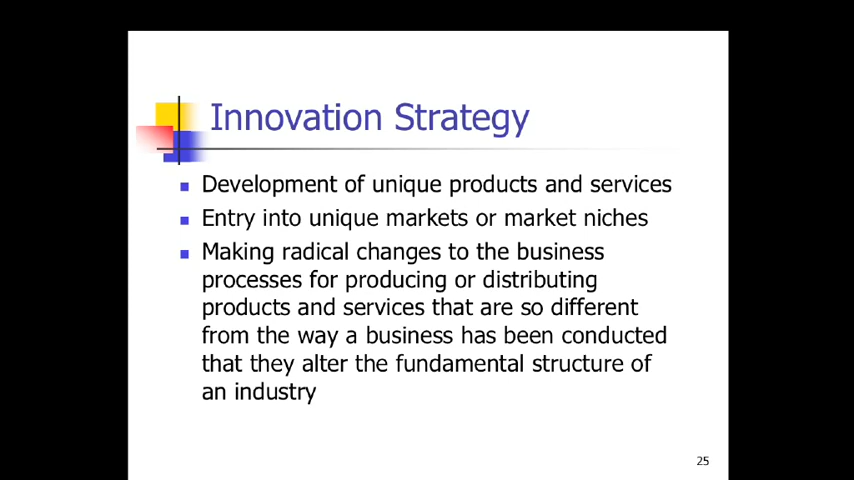 Innovation Strategy
Development of unique products and services
Entry into unique markets or market niches
Making radical changes to the business
processes for producing or distributing
products and services that are so different
from the way a business has been conducted
that they alter the fundamental structure of
an industry
25